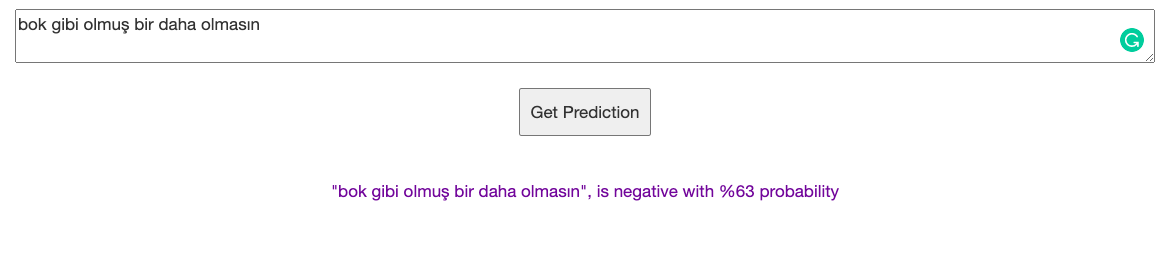 bok gibi olmuş bir daha olmasın
Get Prediction
"bok gibi olmuş bir daha olmasın", is negative with %63 probability